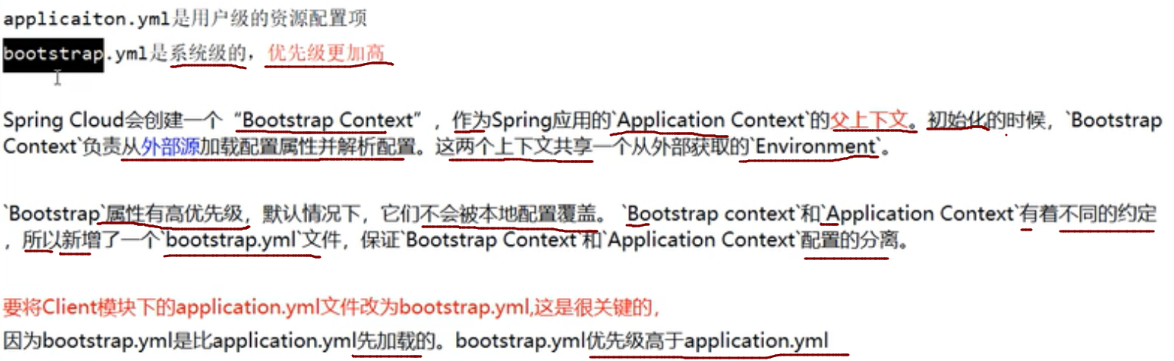 applicaiton.yml是用户级的资源配置项
bootstrap.yml是系统级的，优先级更加高
Spring Cloud会创建一个“Bootstrap Context”，作为Spring应用的`Application Context`的父上下文。初始化的时候，`Bootstrap
Context`负责从外部源加载配置属性并解析配置。这两个上下文共享一个从外部获取的`Environment`。
`Bootstrap`属性有高优先级，默认情况下，它们不会被本地配置覆盖。 `Bootstrap context`和`Application Context`有着不同的约定
，所以新增了一个`bootstrap.yml`文件，保证`Bootstrap Context`和`Application Context`配置的分离。
要将Client模块下的application.yml文件改为bootstrap.yml,这是很关键的，
因为bootstrap.yml是比application.yml先加载的。bootstrap.yml优先级高于application.yml